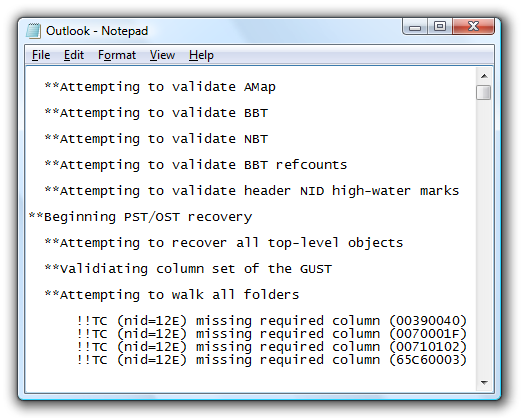 Outlook - Notepad
File Edit Format View Help
**Attempting to validate AMap
**Attempting to validate BBT
**Attempting to validate NBT
**Attempting to validate BBT refcounts
**Attempting to validate header NID high-water marks
**Beginning PST/OST recovery
**Attempting to recover all top-level objects
**Validiating column set of the GUST
**Attempting to walk all folders
!!TC (nid=12E) missing required column (00390040)
!!TC (nid=12E) missing required column (0070001F)
!!TC (nid=12E) missing required column (00710102)
!!TC (nid=12E) missing required column (65C60003)